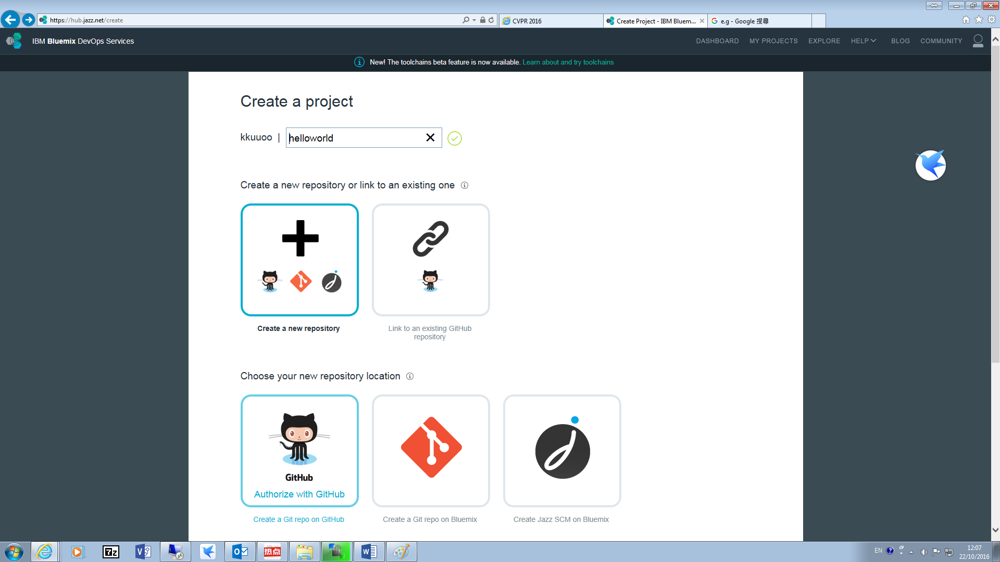 https://hub.jazz.net/create
CVPR 2016
Create Project - IBM Bluem...
e.g - Google 搜尋
IBM Bluemix DevOps Services
DASHBOARD
MY PROJECTS
EXPLORE
HELP
BLOG
COMMUNITY
New! The toolchains beta feature is now available. Learn about and try toolchains
Create a project
kkuuoo | helloworld
Create a new repository or link to an existing one
Create a new repository
Link to an existing GitHub
repository
Choose your new repository location
GitHub
Authorize with GitHub
Create a Git repo on GitHub
Create a Git repo on Bluemix
Create Jazz SCM on Bluemix
7z
热点
EN
12:07
22/10/2016